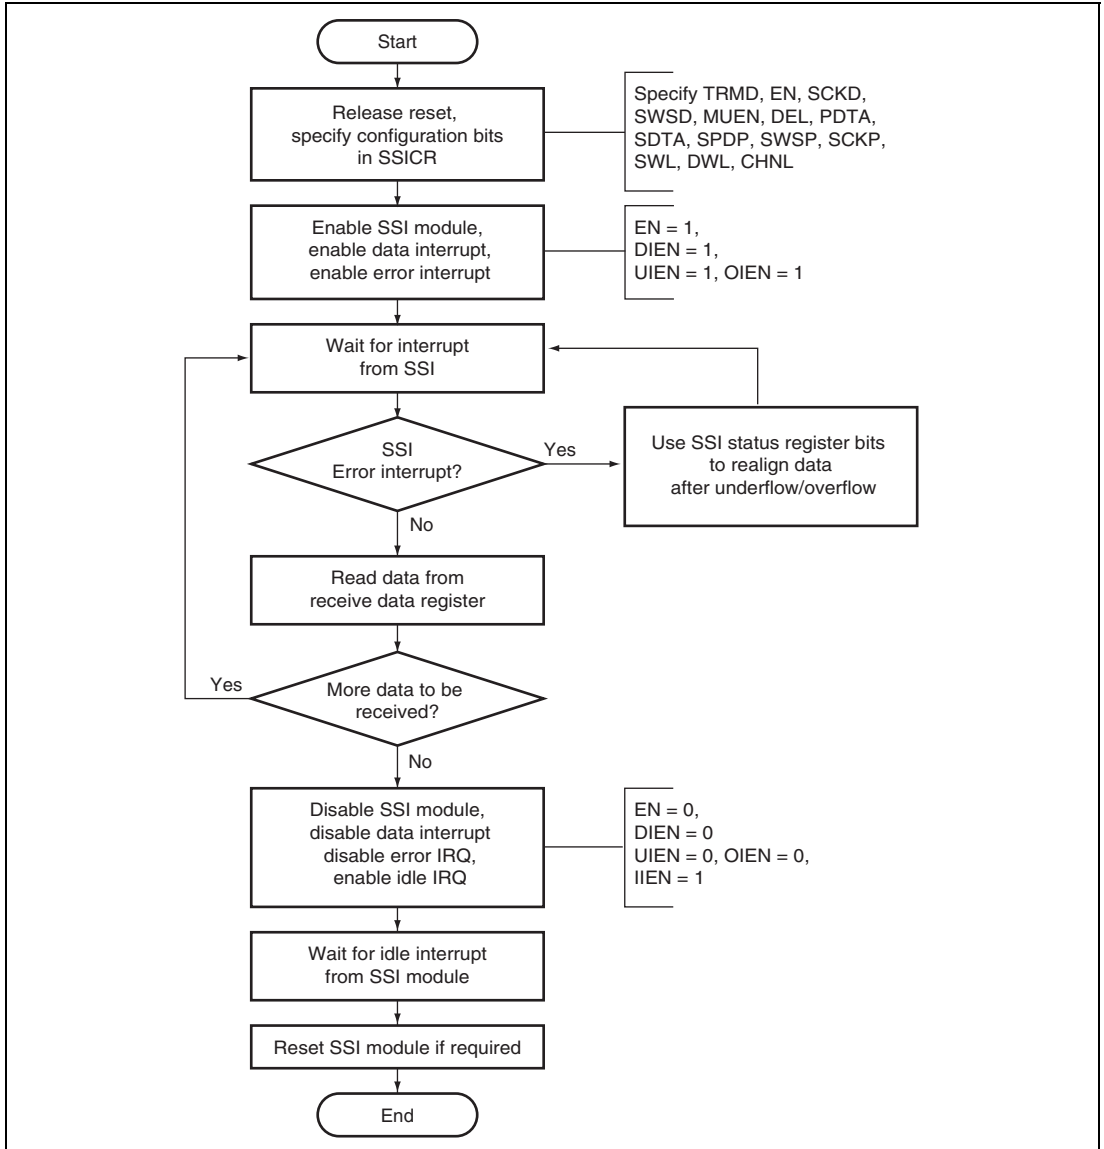 Start
Release reset,
specify configuration bits
in SSICR
Specify TRMD, EN, SCKD,
SWSD, MUEN, DEL, PDTA,
SDTA, SPDP, SWSP, SCKP,
SWL, DWL, CHNL
Enable SSI module,
enable data interrupt,
enable error interrupt
EN = 1,
DIEN = 1,
UIEN = 1, OIEN = 1
Wait for interrupt
from SSI
SSI
Error interrupt?
Yes
Use SSI status register bits
to realign data
after underflow/overflow
No
Read data from
receive data register
Yes
More data to be
received?
No
Disable SSI module,
disable data interrupt
disable error IRQ,
enable idle IRQ
EN = 0,
DIEN = 0
UIEN = 0, OIEN = 0,
IIEN = 1
Wait for idle interrupt
from SSI module
Reset SSI module if required
End